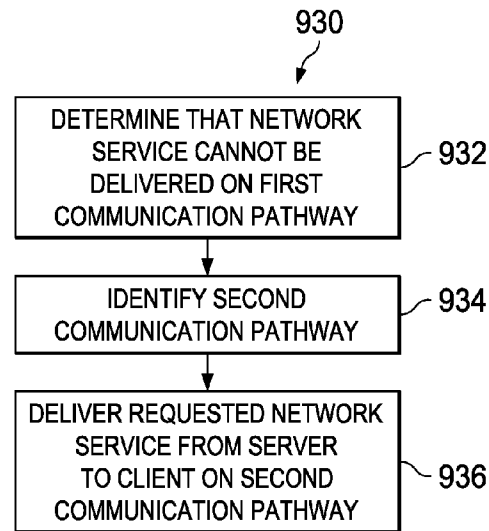 930
DETERMINE THAT NETWORK
SERVICE CANNOT BE
DELIVERED ON FIRST
COMMUNICATION PATHWAY
932
IDENTIFY SECOND
COMMUNICATION PATHWAY
934
DELIVER REQUESTED NETWORK
SERVICE FROM SERVER
TO CLIENT ON SECOND
COMMUNICATION PATHWAY
936